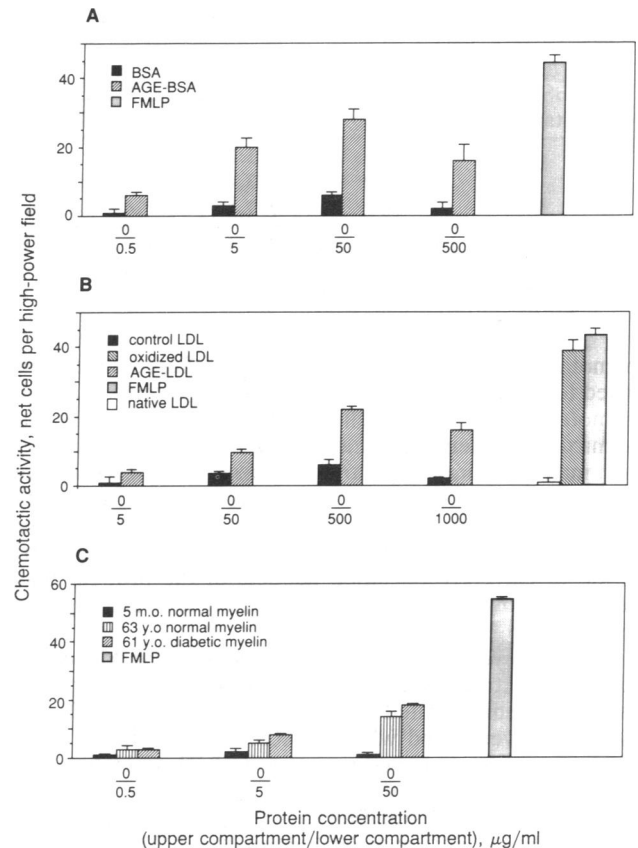 A
40
20
0
BSA
AGE-BSA
FMLP
0
0.5
0
5
0
50
0
500
Chemotactic activity, net cells per high-power field
B
40
20
0
control LDL
oxidized LDL
AGE-LDL
FMLP
native LDL
0
5
0
50
0
500
0
1000
C
60
40
20
0
5 m.o. normal myelin
63 y.o normal myelin
61 y.o. diabetic myelin
FMLP
0
0.5
0
5
0
50
Protein concentration
(upper compartment/lower compartment), μg/ml